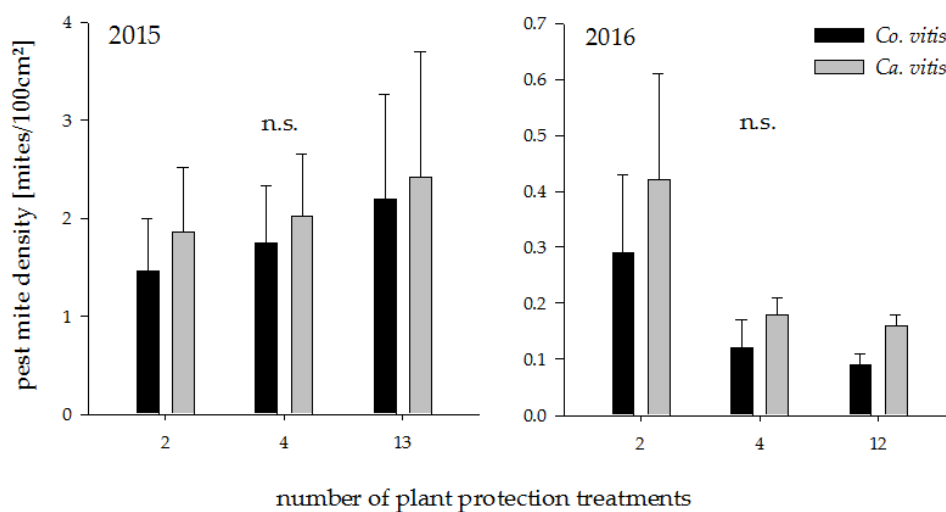 pest mite density [mites/100cm²]
2015
n.s.
4
3
2
1
0
2 4 13
2016
n.s.
Co. vitis
Ca. vitis
0.7
0.6
0.5
0.4
0.3
0.2
0.1
0.0
2 4 12
number of plant protection treatments